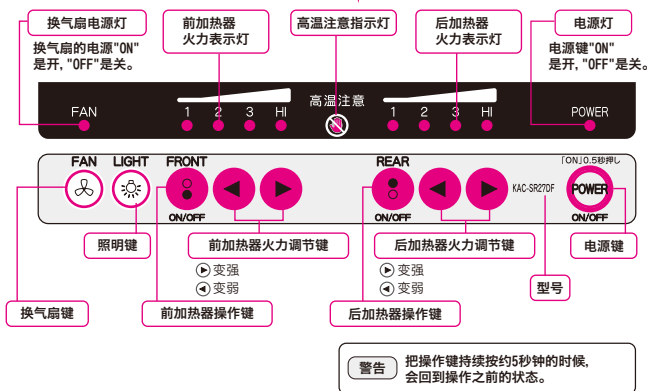 换气扇电源灯
换气扇的电源"ON"
是开, "OFF"是关。
前加热器
火力表示灯
高温注意指示灯
后加热器
火力表示灯
电源灯
电源键"ON"
是开, "OFF"是关。
FAN
1 2 3 HI
高温注意
1 2 3 HI
POWER
FAN
LIGHT
FRONT
ON/OFF
REAR
ON/OFF
KAC-SR27DF
「ON」0.5秒押し
POWER
ON/OFF
照明键
前加热器火力调节键
▶变强
◀变弱
后加热器火力调节键
▶变强
◀变弱
电源键
型号
换气扇键
前加热器操作键
后加热器操作键
警告
把操作键持续按约5秒钟的时候,
会回到操作之前的状态。